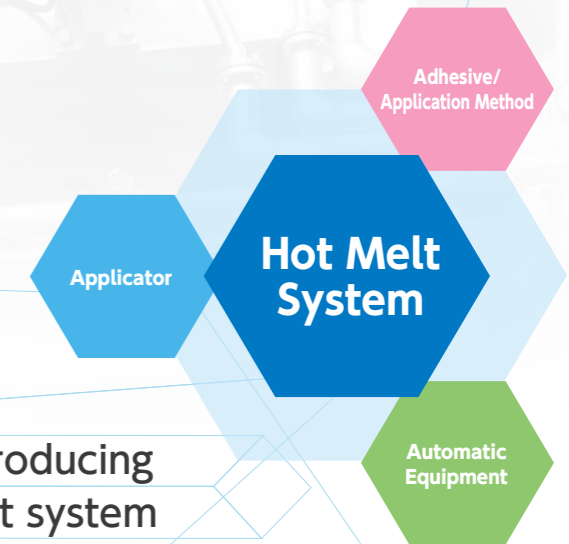 Adhesive/
Application Method
Hot Melt
System
Applicator
Automatic
Equipment
system